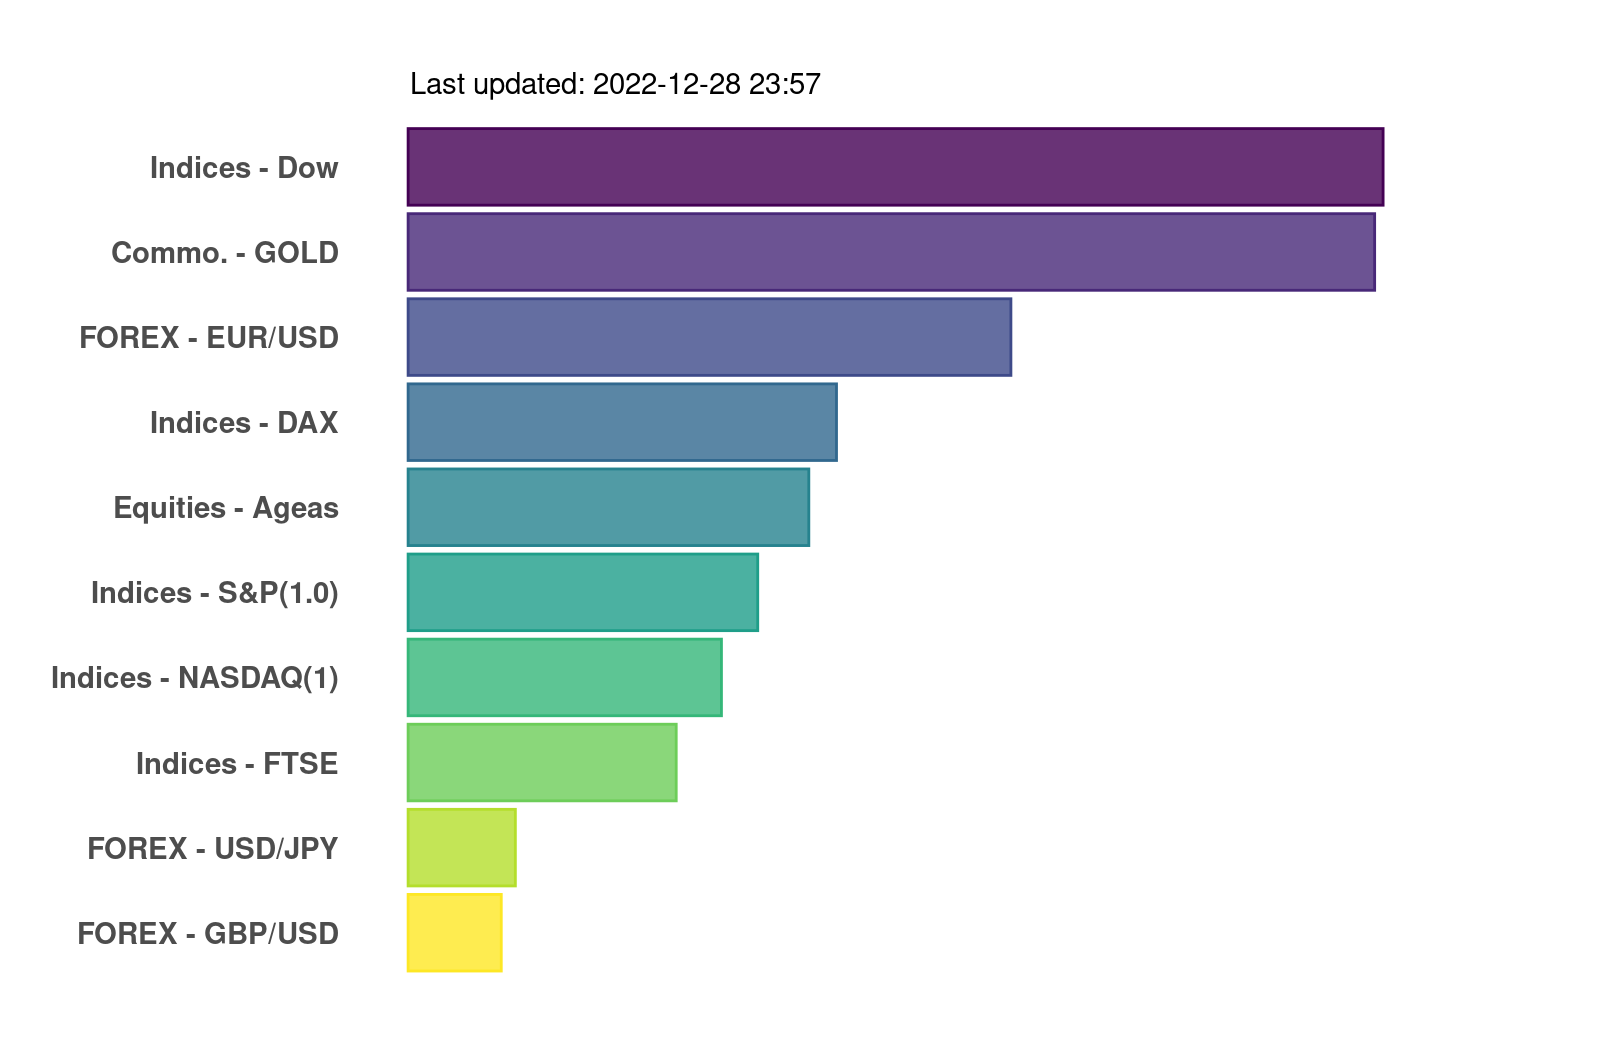 Last updated: 2022-12-28 23:57
Indices - Dow
Commo. - GOLD
FOREX - EUR/USD
Indices - DAX
Equities - Ageas
Indices - S&P(1.0)
Indices - NASDAQ(1)
Indices - FTSE
FOREX - USD/JPY
FOREX - GBP/USD